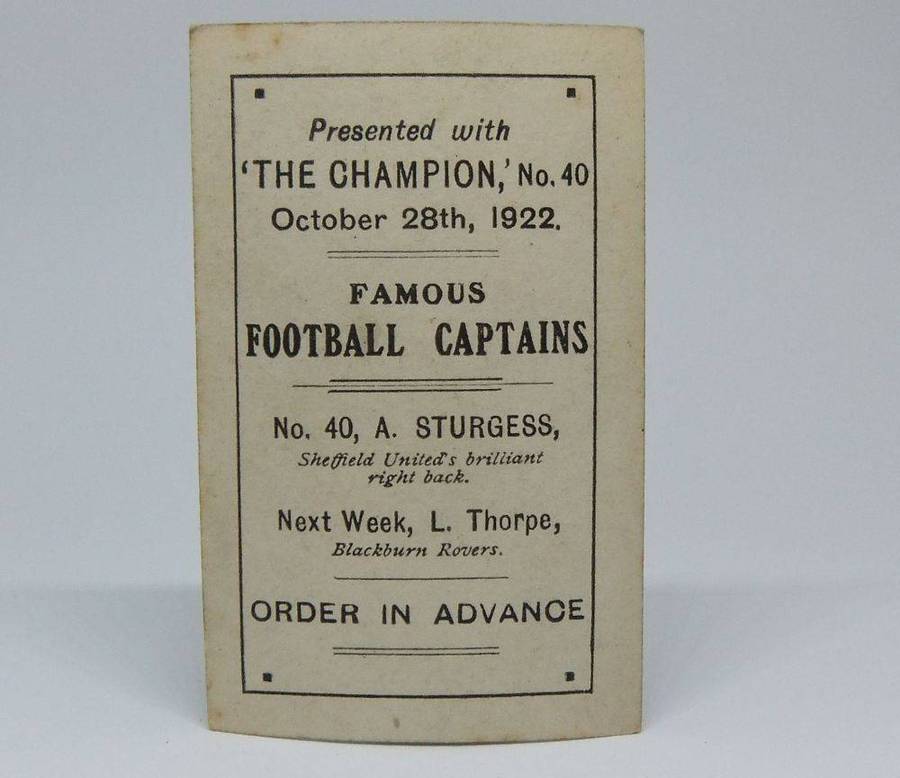 Presented with
'THE CHAMPION,' No. 40
October 28th, 1922.
FAMOUS
FOOTBALL CAPTAINS
No. 40, A. STURGESS,
Sheffield United's brilliant
right back.
Next Week, L. Thorpe,
Blackburn Rovers.
ORDER IN ADVANCE